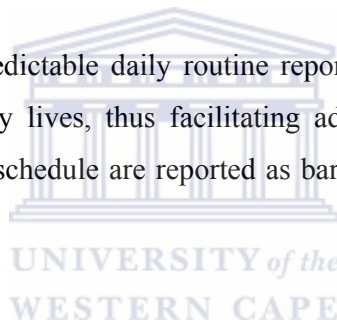 edictable daily routine repor
y lives, thus facilitating ad
schedule are reported as bar
UNIVERSITY of the
WESTERN CAPE